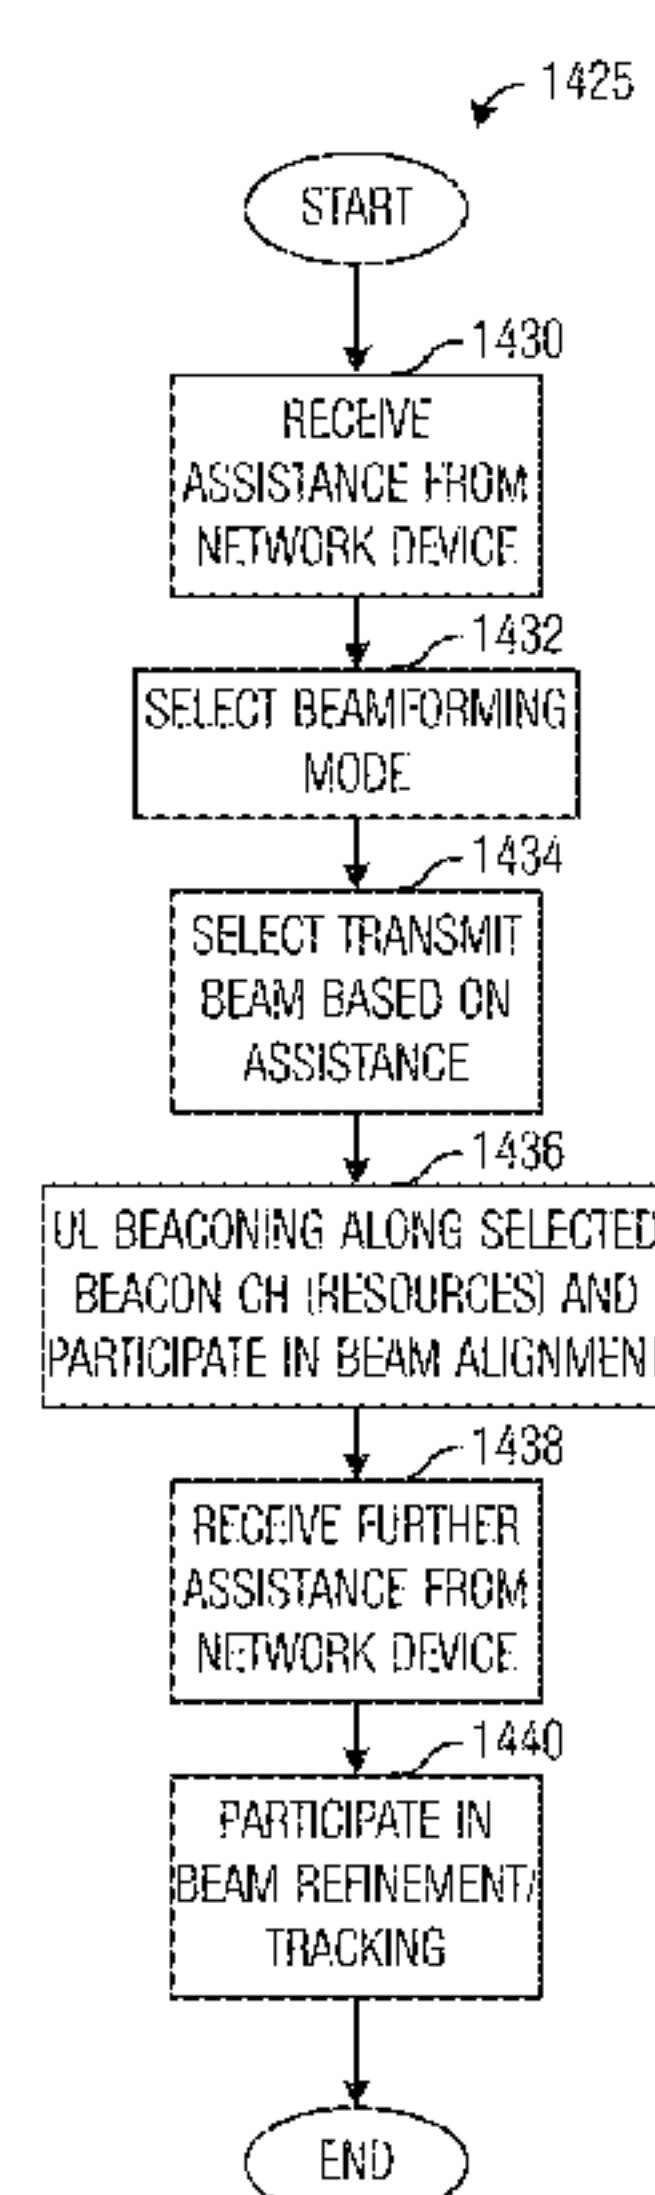 1425
START
1430
RECEIVE
ASSISTANCE FROM
NETWORK DEVICE
1432
SELECT BEAMFORMING
MODE
1434
SELECT TRANSMIT
BEAM BASED ON
ASSISTANCE
1436
UL BEACONING ALONG SELECTED
BEACON CH (RESOURCES) AND
PARTICIPATE IN BEAM ALIGNMENT
1438
RECEIVE FURTHER
ASSISTANCE FROM
NETWORK DEVICE
1440
PARTICIPATE IN
BEAM REFINEMENT/
TRACKING
END